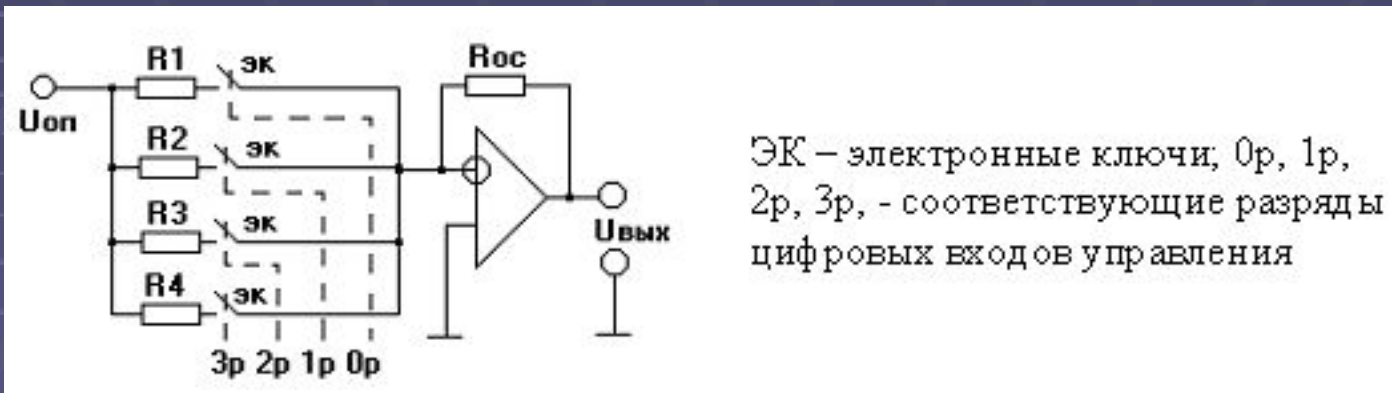 R1
ЭК
Uоп
R2
ЭК
R3
ЭК
R4
ЭК
3р 2р 1р 0р
Rос
Uвых
ЭК – электронные ключи; 0р, 1р,
2р, 3р, - соответствующие разряды
цифровых входов управления